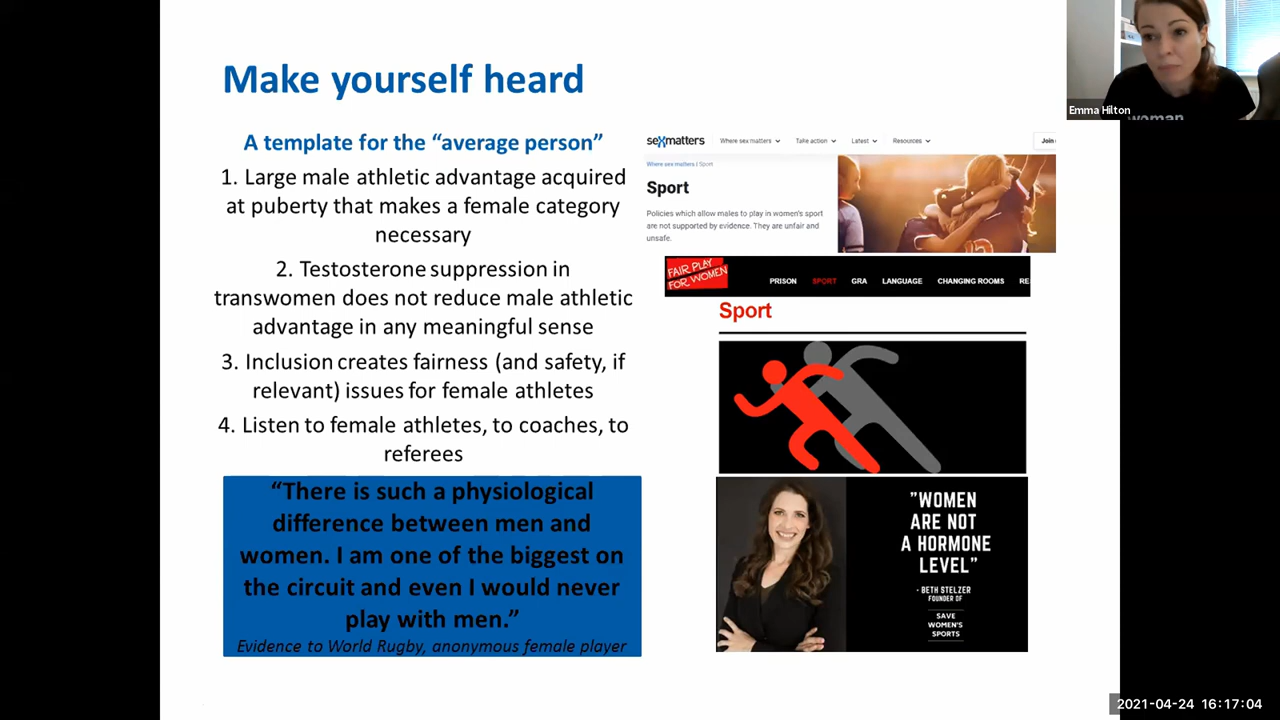 Make yourself heard
A template for the “average person”
1. Large male athletic advantage acquired
at puberty that makes a female category
necessary
2. Testosterone suppression in
transwomen does not reduce male athletic
advantage in any meaningful sense
3. Inclusion creates fairness (and safety, if
relevant) issues for female athletes
4. Listen to female athletes, to coaches, to
referees
“There is such a physiological
difference between men and
women. I am one of the biggest on
the circuit and even I would never
play with men.”
Evidence to World Rugby, anonymous female player
sexmatters Where sex matters Take action Latest Resources Join
Where sex matters | Sport
Sport
Policies which allow males to play in women's sport
are not supported by evidence. They are unfair and
unsafe.
15
FAIR PLAY
FOR WOMEN
PRISON SPORT GRA LANGUAGE CHANGING ROOMS RE
Sport
"WOMEN
ARE NOT
A HORMONE
LEVEL”
- BETH STELZER
FOUNDER OF
SAVE
WOMEN'S
SPORTS
Emma Hilton
woman
2021-04-24 16:17:04